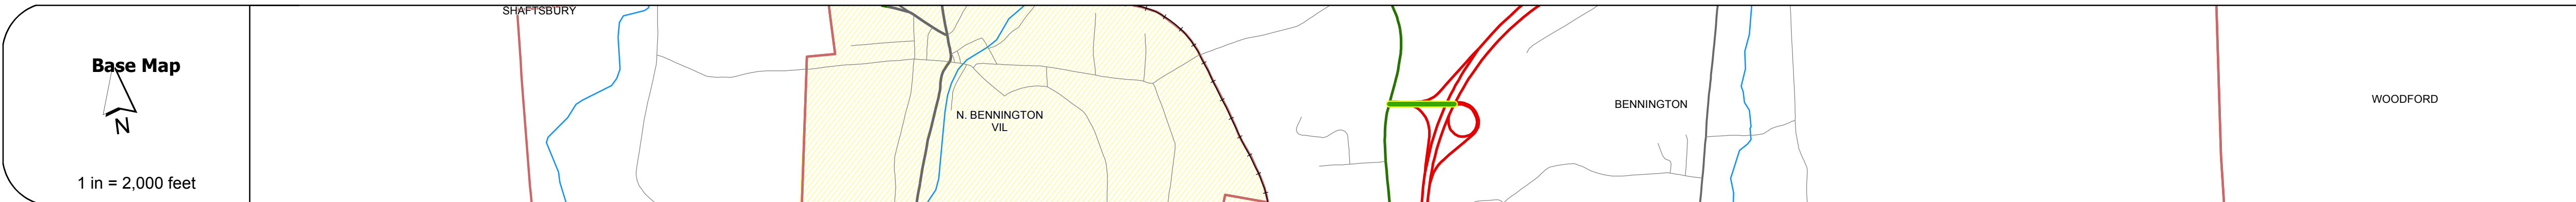 Base Map
N
1 in = 2,000 feet
SHAFTSBURY
N. BENNINGTON
VIL
BENNINGTON
WOODFORD